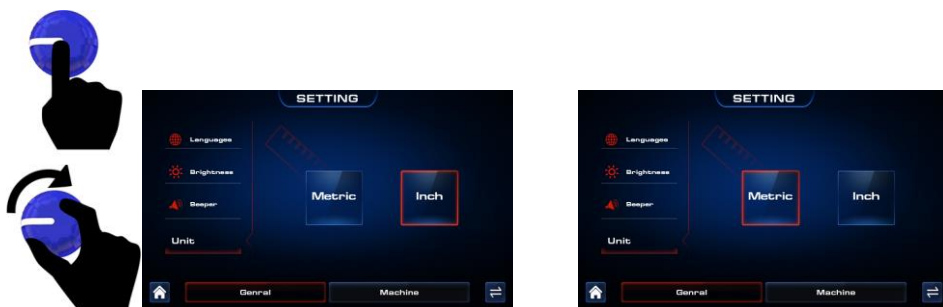 SETTING
Languages
Brightness
Beeper
Unit
Metric
Inch
Genral
Machine
SETTING
Languages
Brightness
Beeper
Unit
Metric
Inch
Genral
Machine